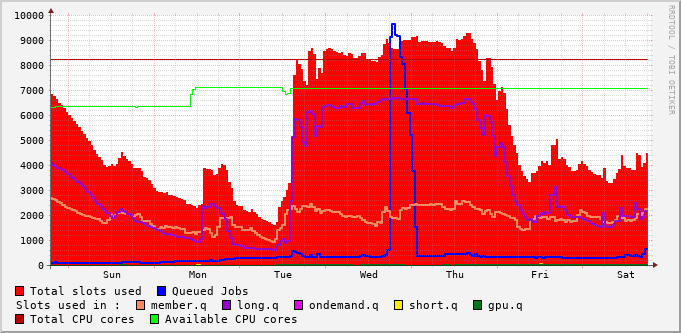 10000
9000
8000
7000
6000
5000
4000
3000
2000
1000
0
Sun Mon Tue Wed Thu Fri Sat
RRDTOOL / TOBI OETIKER
Total slots used Queued Jobs
Slots used in : member.q long.q ondemand.q short.q gpu.q
Total CPU cores Available CPU cores